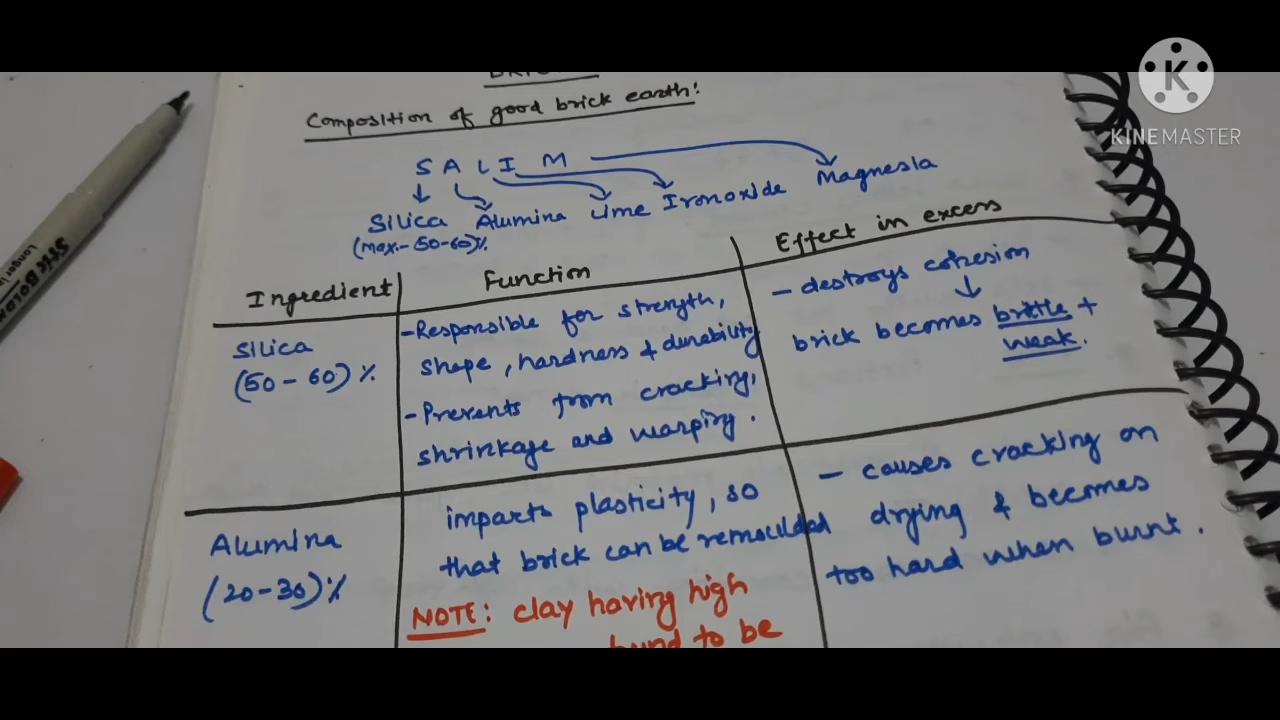 Composition of good brick earth:
S A L I M
Silica Alumina Lime Ironoxide Magnesia
(max.- 50-60)%
Ingredient Function Effect in excess
Silica
(50 - 60) %
- Responsible for strength,
shape, hardness & durability
- Prevents from cracking,
shrinkage and warping.
- destroys cohesion
brick becomes brittle +
weak.
Alumina
(20-30)%
imparts plasticity, so
that brick can be remoulded
NOTE: clay having high
to be
- causes cracking on
drying & becomes
too hard when burnt.
K
KINEMASTER